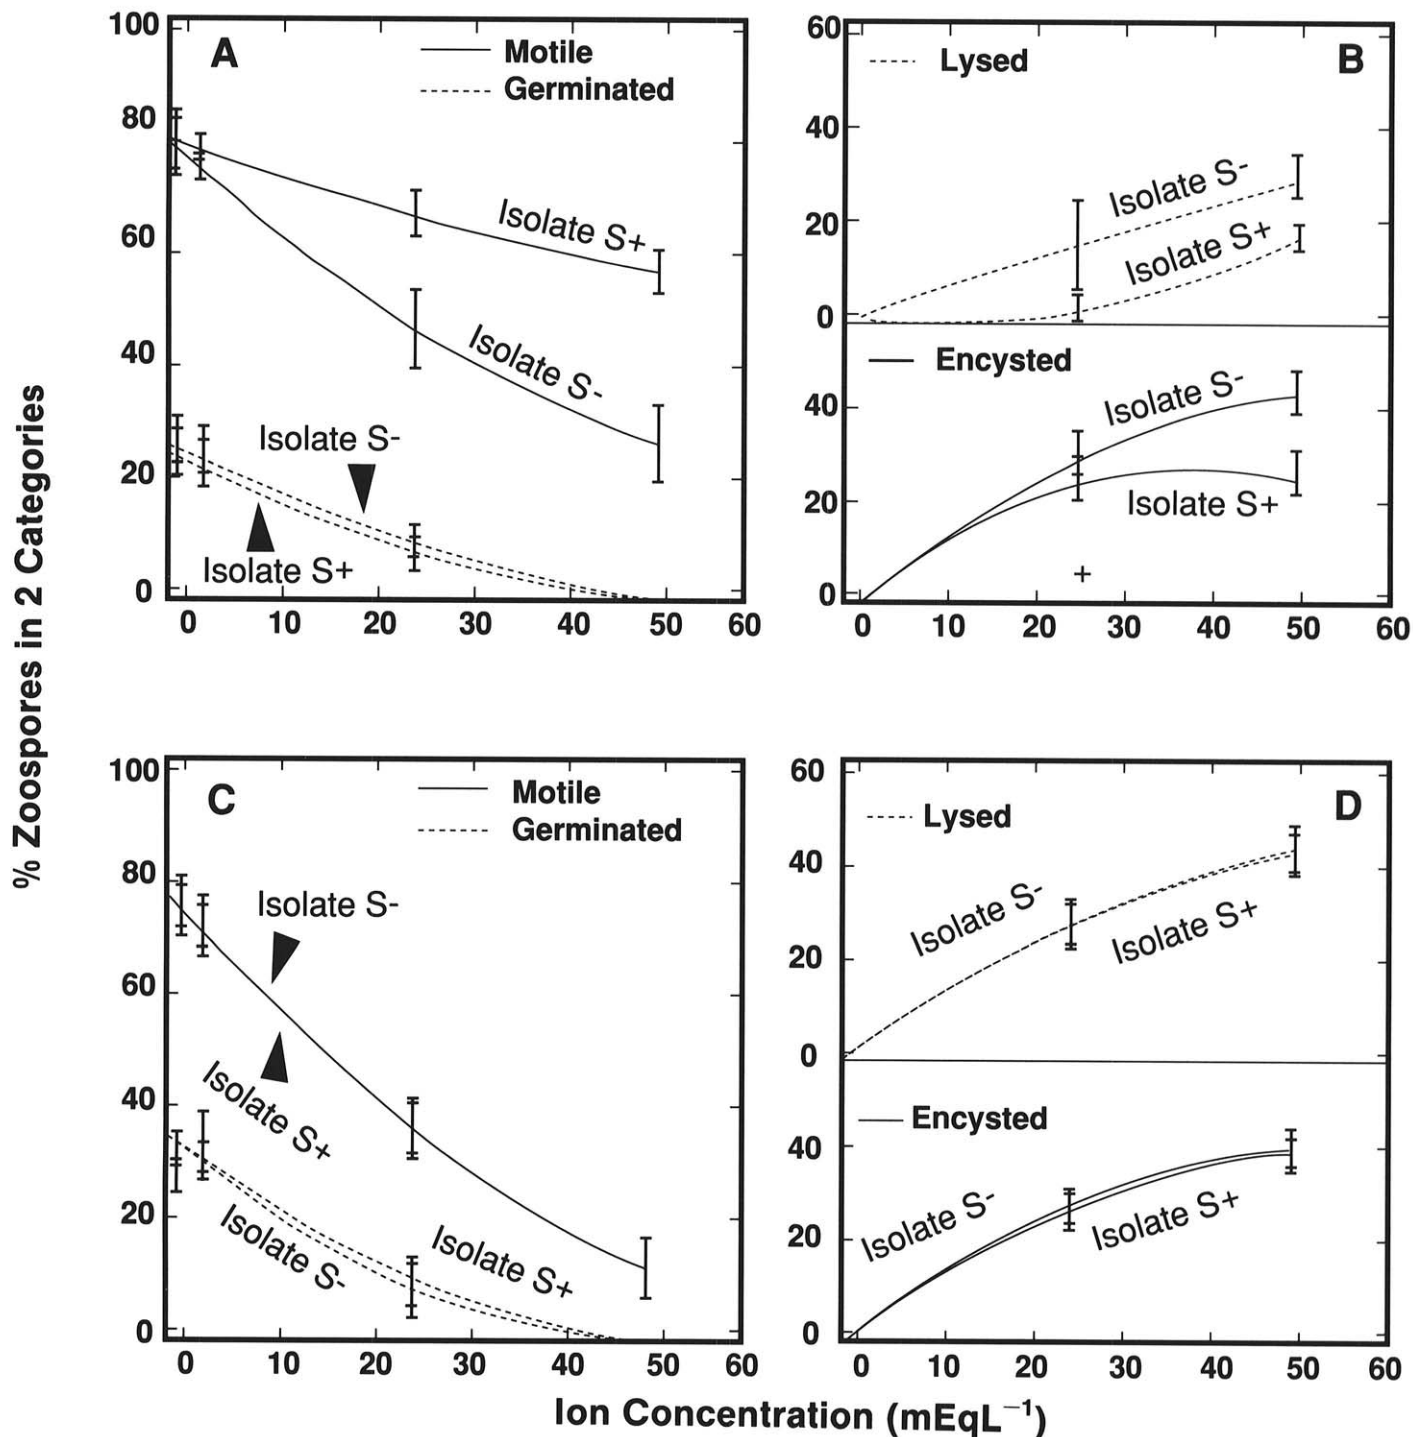 % Zoospores in 2 Categories
A
Motile
Germinated
100
80
60
40
20
0
Isolate S+
Isolate S-
Isolate S-
Isolate S+
0 10 20 30 40 50 60
B
Lysed
60
40
20
0
Isolate S-
Isolate S+
Encysted
40
20
0
Isolate S-
Isolate S+
+
0 10 20 30 40 50 60
C
Motile
Germinated
100
80
60
40
20
0
Isolate S-
Isolate S+
Isolate S-
Isolate S+
0 10 20 30 40 50 60
D
Lysed
60
40
20
0
Isolate S-
Isolate S+
Encysted
40
20
0
Isolate S-
Isolate S+
0 10 20 30 40 50 60
Ion Concentration (mEqL⁻¹)